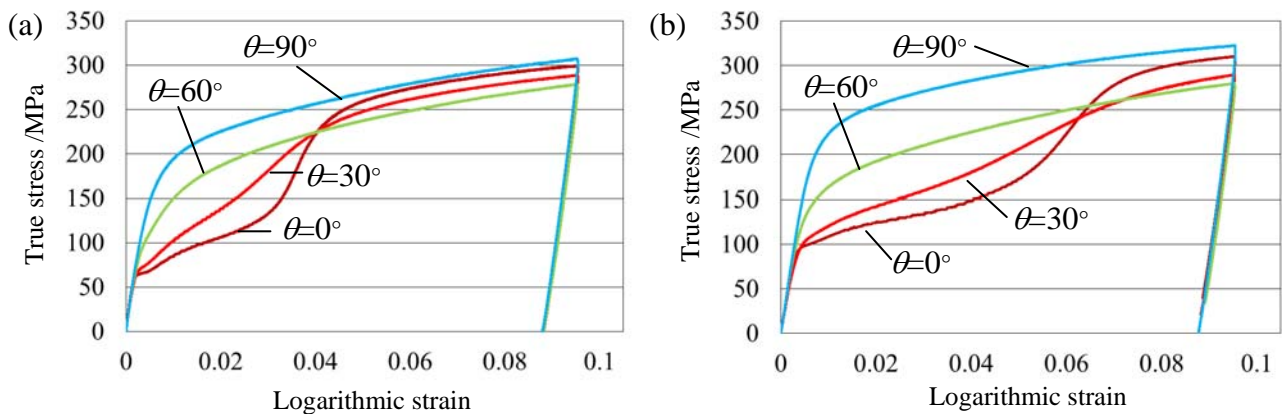 (a)
True stress /MPa
350
300
250
200
150
100
50
0
0 0.02 0.04 0.06 0.08 0.1
Logarithmic strain
θ=90°
θ=60°
θ=30°
θ=0°
(b)
True stress /MPa
350
300
250
200
150
100
50
0
0 0.02 0.04 0.06 0.08 0.1
Logarithmic strain
θ=90°
θ=60°
θ=30°
θ=0°